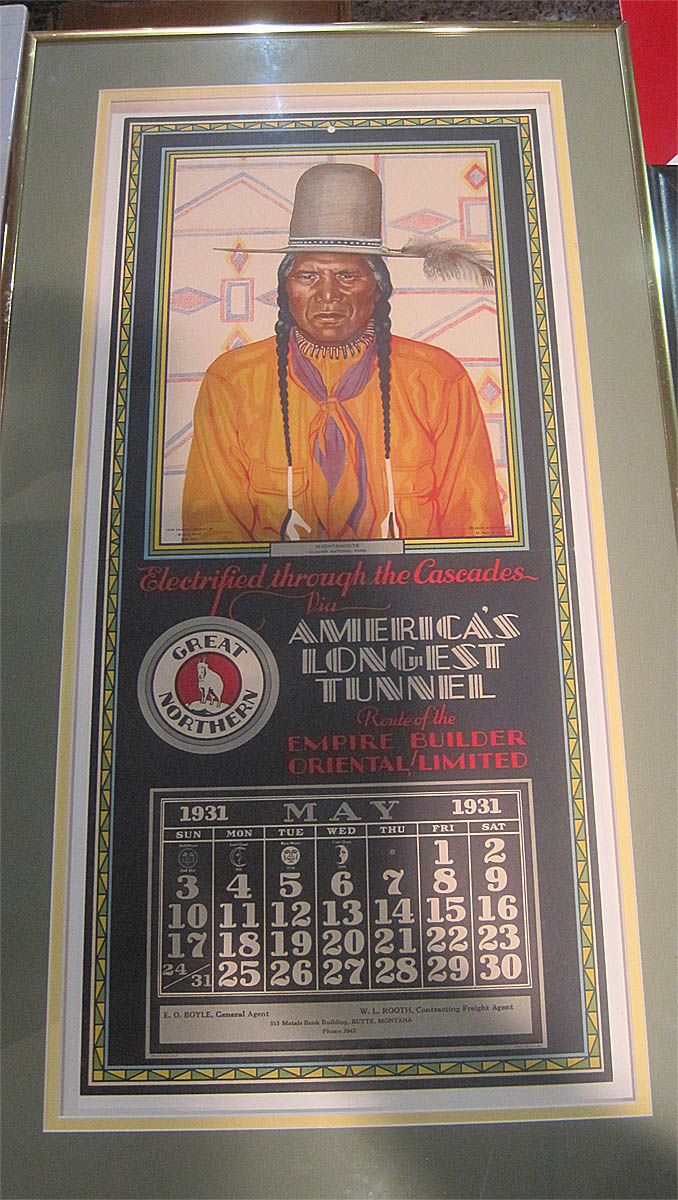 NIGHTSHOOTS
GLACIER NATIONAL PARK
Electrified through the Cascades
Via
AMERICA'S
LONGEST
TUNNEL
GREAT
NORTHERN
Route of the
EMPIRE BUILDER
ORIENTAL LIMITED
1931 MAY 1931
SUN MON TUE WED THU FRI SAT
1 2
3 4 5 6 7 8 9
10 11 12 13 14 15 16
17 18 19 20 21 22 23
24/31 25 26 27 28 29 30
E. O. BOYLE, General Agent W. L. ROOTH, Contracting Freight Agent
513 Metals Bank Building, BUTTE, MONTANA